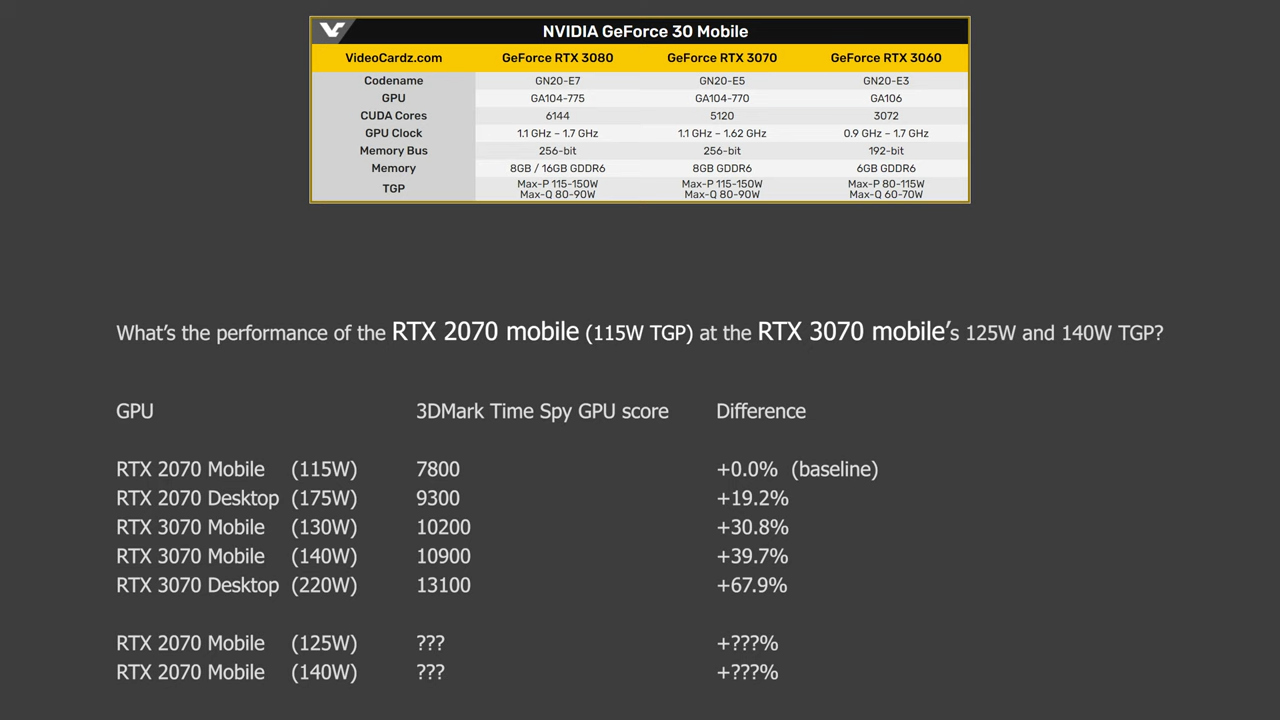 NVIDIA GeForce 30 Mobile
VideoCardz.com GeForce RTX 3080 GeForce RTX 3070 GeForce RTX 3060
Codename GN20-E7 GN20-E5 GN20-E3
GPU GA104-775 GA104-770 GA106
CUDA Cores 6144 5120 3072
GPU Clock 1.1 GHz – 1.7 GHz 1.1 GHz – 1.62 GHz 0.9 GHz – 1.7 GHz
Memory Bus 256-bit 256-bit 192-bit
Memory 8GB / 16GB GDDR6 8GB GDDR6 6GB GDDR6
TGP Max-P 115-150W Max-P 115-150W Max-P 80-115W
Max-Q 80-90W Max-Q 80-90W Max-Q 60-70W
What's the performance of the RTX 2070 mobile (115W TGP) at the RTX 3070 mobile's 125W and 140W TGP?
GPU 3DMark Time Spy GPU score Difference
RTX 2070 Mobile (115W) 7800 +0.0% (baseline)
RTX 2070 Desktop (175W) 9300 +19.2%
RTX 3070 Mobile (130W) 10200 +30.8%
RTX 3070 Mobile (140W) 10900 +39.7%
RTX 3070 Desktop (220W) 13100 +67.9%
RTX 2070 Mobile (125W) ??? +???%
RTX 2070 Mobile (140W) ??? +???%